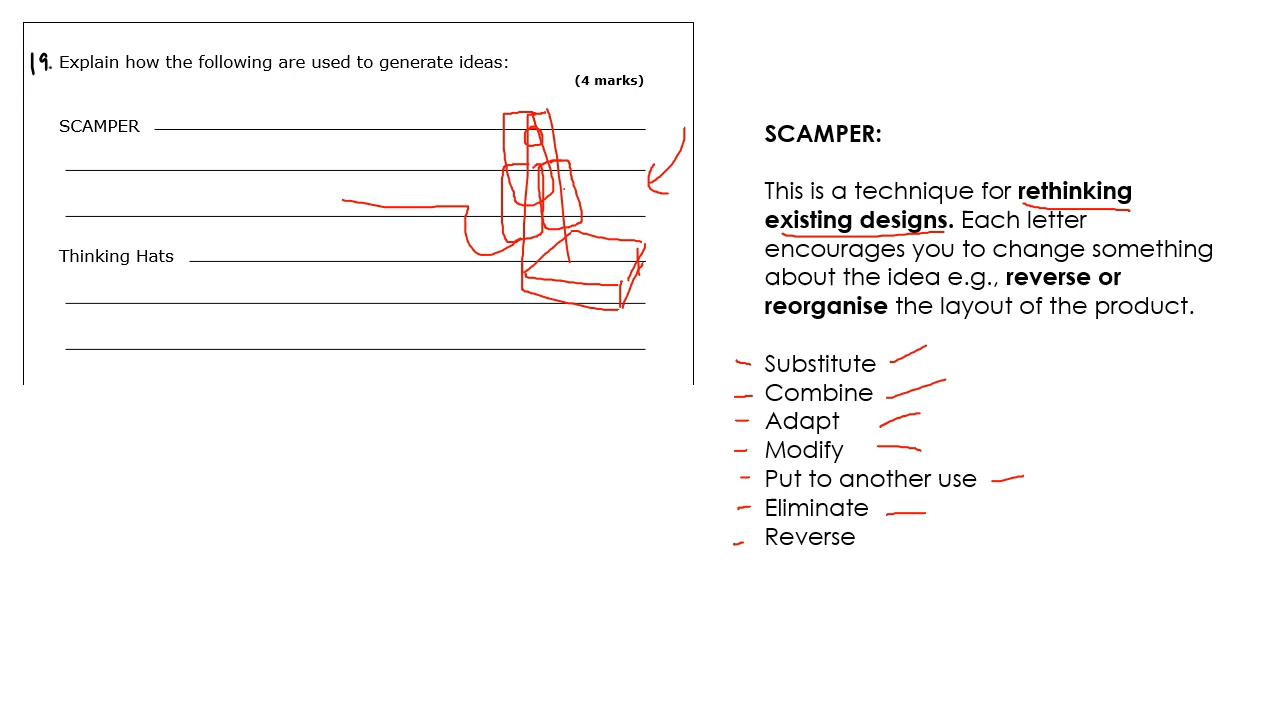 19. Explain how the following are used to generate ideas:
(4 marks)
SCAMPER
Thinking Hats
SCAMPER:
This is a technique for rethinking
existing designs. Each letter
encourages you to change something
about the idea e.g., reverse or
reorganise the layout of the product.
Substitute
Combine
Adapt
Modify
Put to another use
Eliminate
Reverse